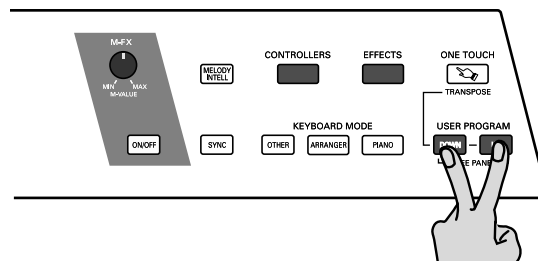 M-FX
MIN MAX
M-VALUE
MELODY
INTELL
CONTROLLERS
EFFECTS
ONE TOUCH
TRANSPOSE
KEYBOARD MODE
USER PROGRAM
ON/OFF
SYNC
OTHER
ARRANGER
PIANO
DOWN